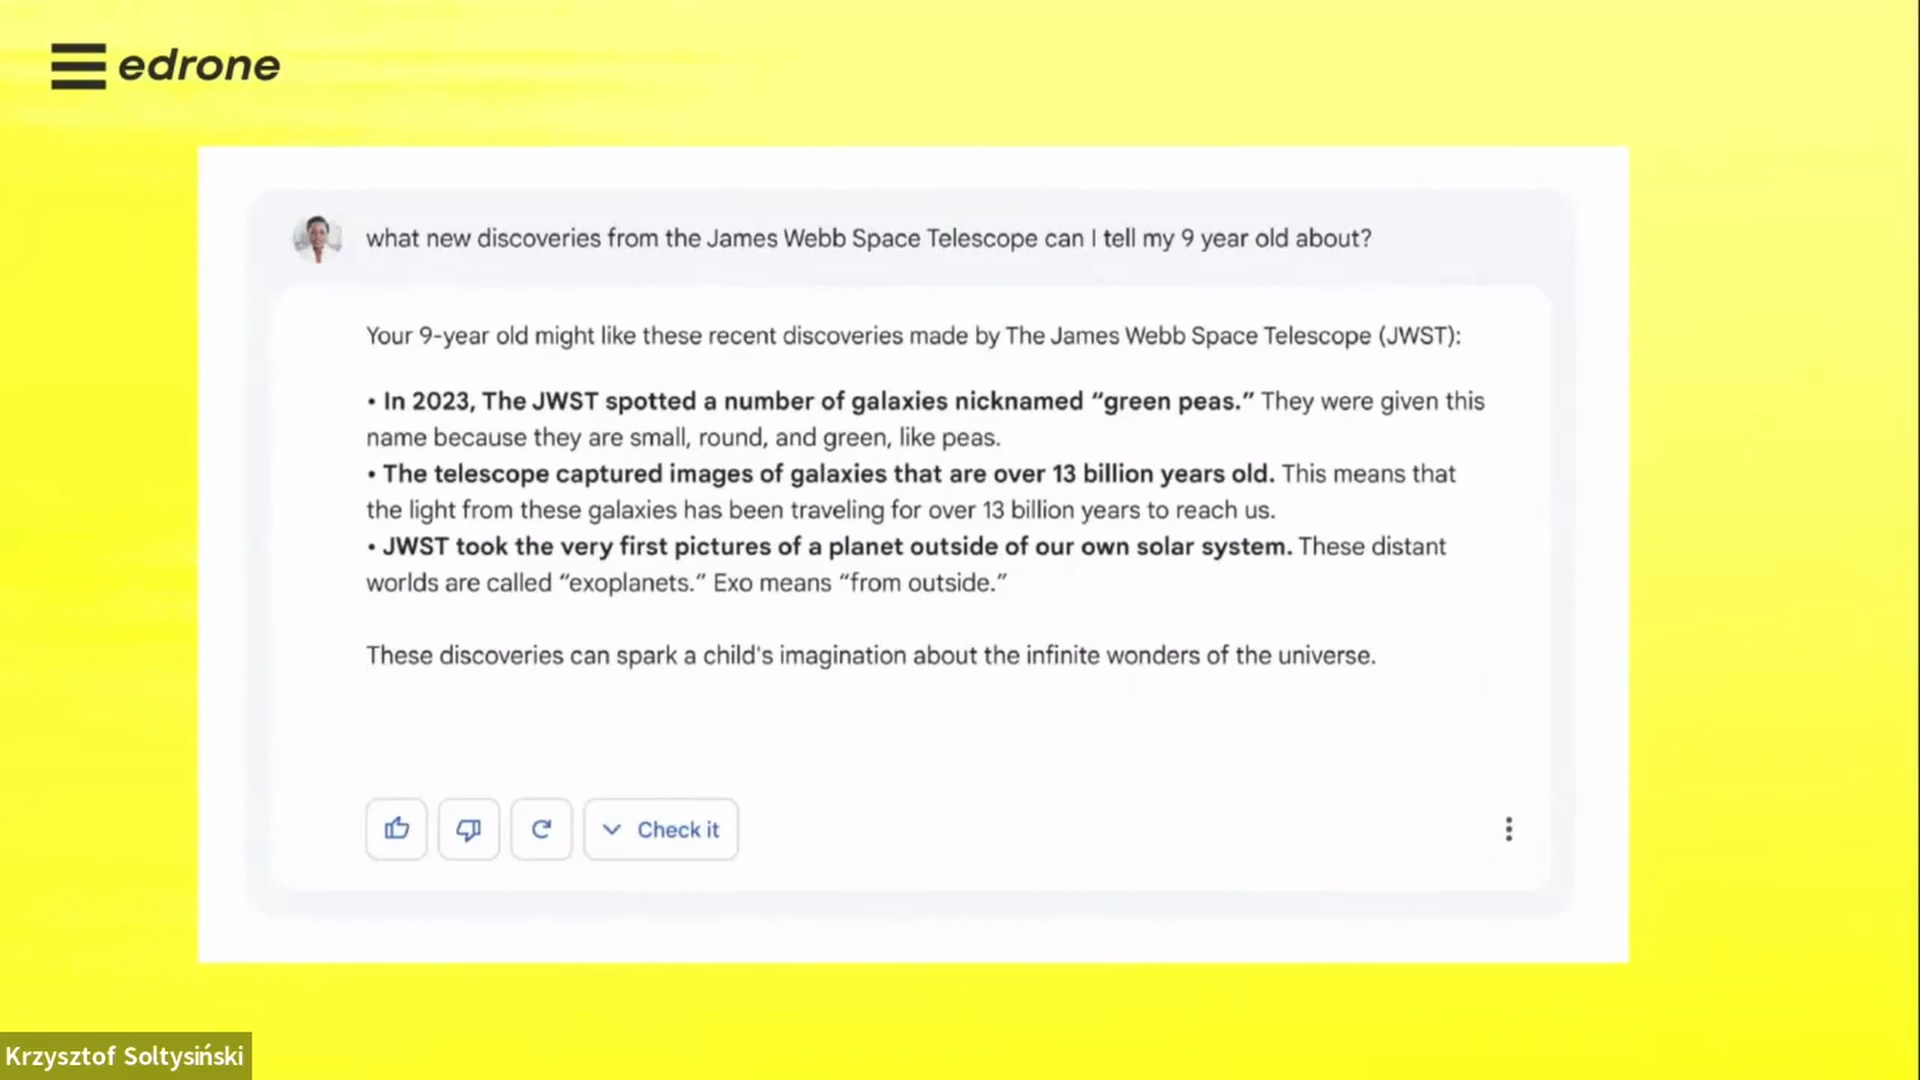 edrone
what new discoveries from the James Webb Space Telescope can I tell my 9 year old about?
Your 9-year old might like these recent discoveries made by The James Webb Space Telescope (JWST):
• In 2023, The JWST spotted a number of galaxies nicknamed “green peas.” They were given this
name because they are small, round, and green, like peas.
• The telescope captured images of galaxies that are over 13 billion years old. This means that
the light from these galaxies has been traveling for over 13 billion years to reach us.
• JWST took the very first pictures of a planet outside of our own solar system. These distant
worlds are called “exoplanets.” Exo means “from outside.”
These discoveries can spark a child's imagination about the infinite wonders of the universe.
Check it
Krzysztof Soltysiński